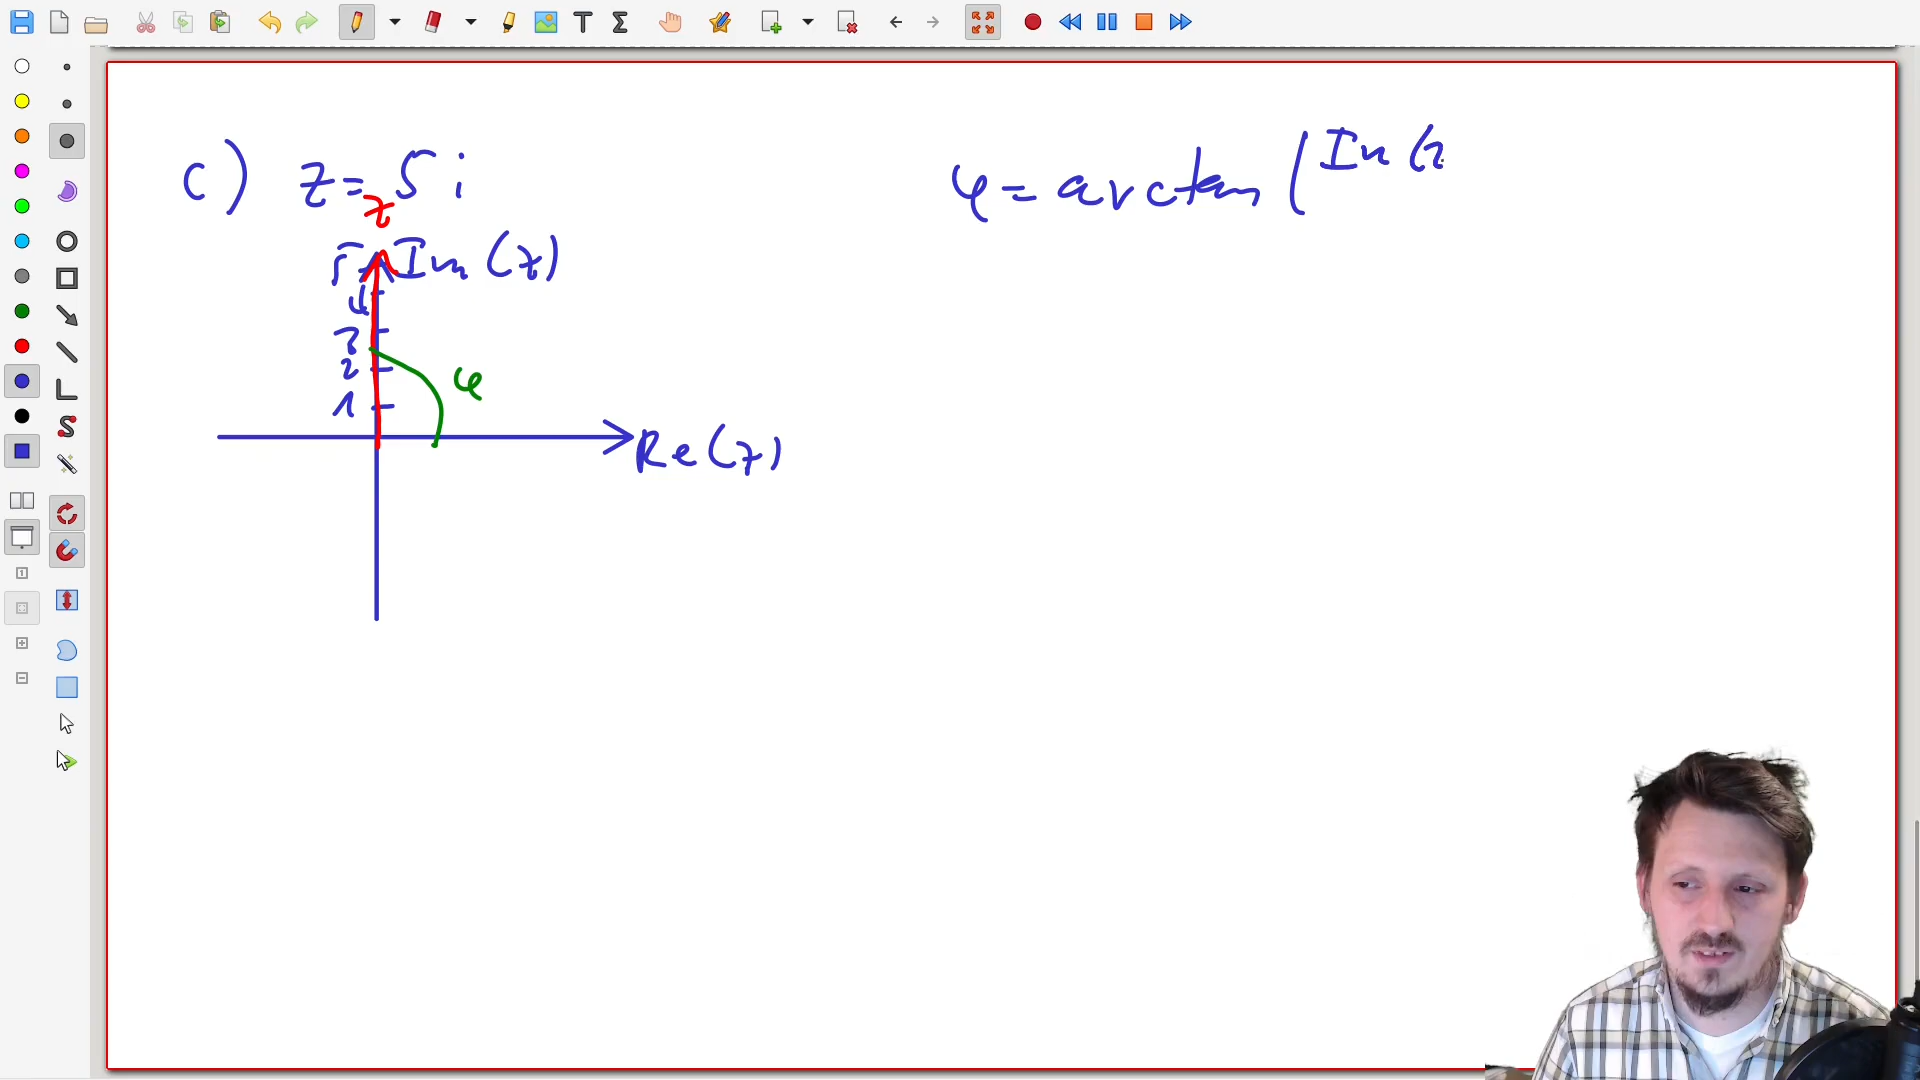 c) z = 5 i
φ = arctan ( Im (z
z
5 Im (z)
4
3
2
φ
1
Re (z)